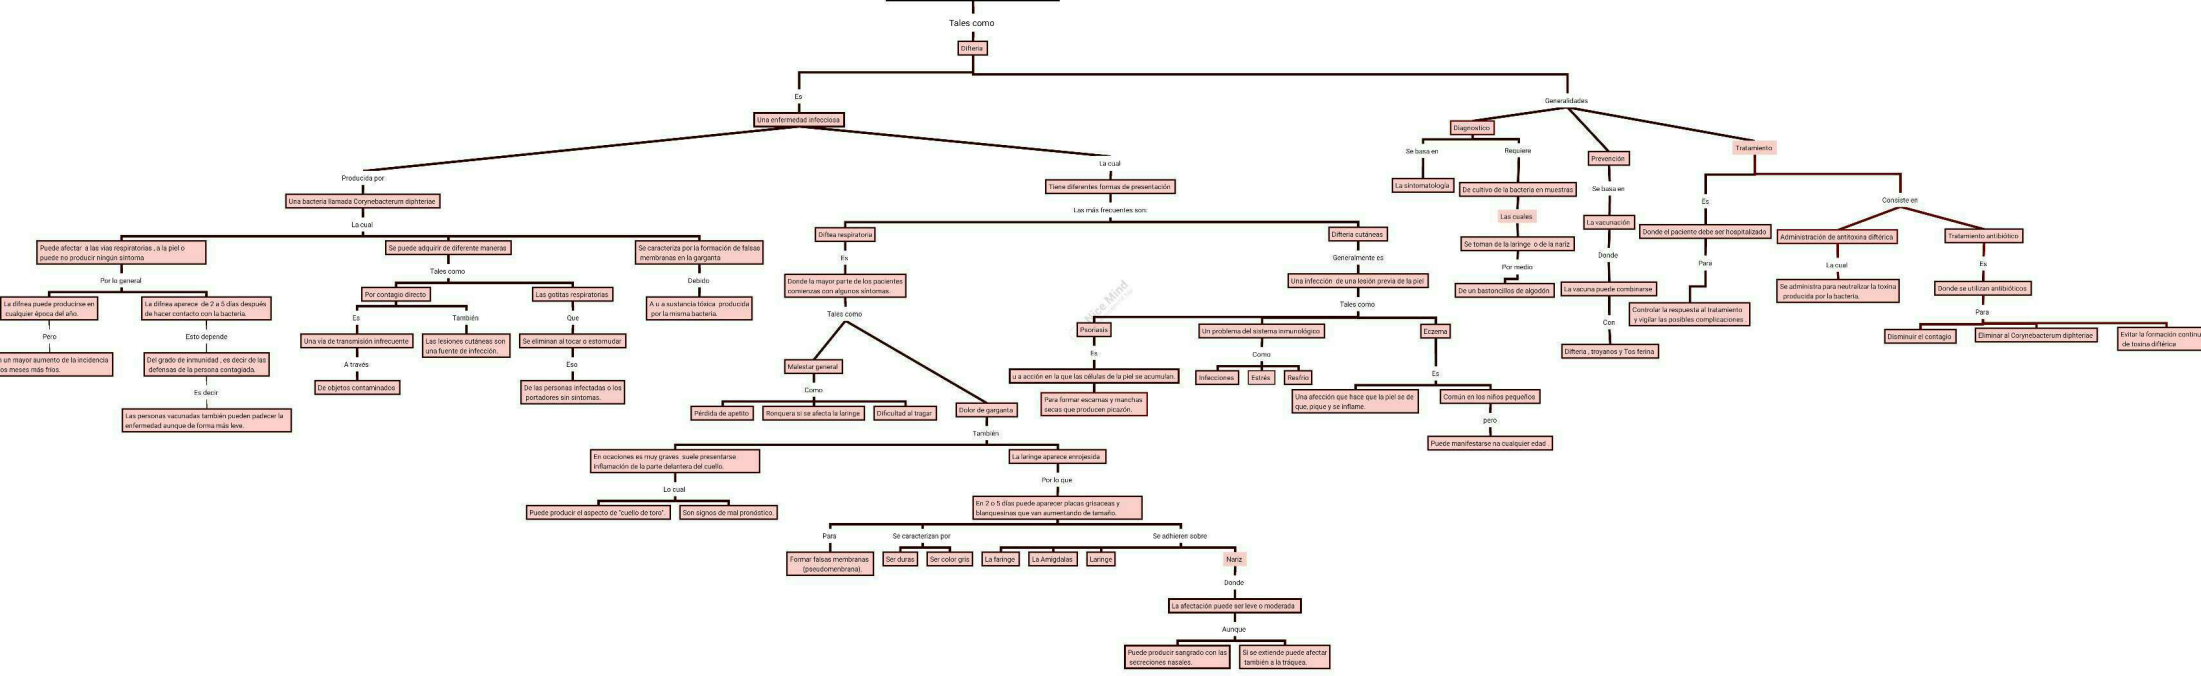 Tales como
Difteria
Es
Una enfermedad infecciosa
Producida por
Una bacteria llamada Corynebacterum diphteriae
La cual
Puede afectar a las vias respiratorias , a la piel o
puede no producir ningún sintoma
Por lo general
La difnea puede producirse en
cualquier época del año.
Pero
un mayor aumento de la incidencia
os meses más fríos.
La difnea aparece de 2 a 5 días después
de hacer contacto con la bacteria.
Esto depende
Del grado de inmunidad , es decir de las
defensas de la persona contagiada.
Es decir
Las personas vacunadas también pueden padecer la
enfermedad aunque de forma más leve.
Se puede adquirir de diferente maneras
Tales como
Por contagio directo
Es
Una vía de transmisión infrecuente
A través
De objetos contaminados
También
Las lesiones cutáneas son
una fuente de infección.
Las gotitas respiratorias
Que
Se eliminan al tocar o estornudar
Eso
De las personas infectadas o los
portadores sin síntomas.
Se caracteriza por la formación de falsas
membranas en la garganta
Debido
A u a sustancia tóxica producida
por la misma bacteria.
La cual
Tiene diferentes formas de presentación
Las más frecuentes son:
Diftea respiratoria
Es
Donde la mayor parte de los pacientes
comienzas con algunos síntomas.
Tales como
Malestar general
Como
Pérdida de apetito
Ronquera si se afecta la laringe
Dificultad al tragar
Dolor de garganta
También
En ocaciones es muy graves suele presentarse
inflamación de la parte delantera del cuello.
Lo cual
Puede producir el aspecto de "cuello de toro".
Son signos de mal pronóstico.
La laringe aparece enrojesida
Por lo que
En 2 o 5 días puede aparecer placas grisaceas y
blanquesinas que van aumentando de tamaño.
Para
Formar falsas membranas
(pseudomenbrana).
Se caracterizan por
Ser duras
Ser color gris
Se adhieren sobre
La faringe
La Amigdalas
Laringe
Nariz
Donde
La afectación puede ser leve o moderada
Aunque
Puede producir sangrado con las
secreciones nasales.
Si se extiende puede afectar
también a la tráquea.
Difteria cutáneas
Generalmente es
Una infección de una lesión previa de la piel
Tales como
Psoriasis
Es
u a acción en la que las células de la piel se acumulan.
Para formar escamas y manchas
secas que producen picazón.
Un problema del sistema inmunológico
Como
Infecciones
Estrés
Resfrio
Eczema
Es
Una afección que hace que la piel se de
que, pique y se inflame.
Común en los niños pequeños
pero
Puede manifestarse na cualquier edad .
Nice Mind
Generalidades
Diagnostico
Se basa en
La sintomatología
Requiere
De cultivo de la bacteria en muestras
Las cuales
Se toman de la laringe o de la nariz
Por medio
De un bastoncillos de algodón
Prevención
Se basa en
La vacunación
Donde
La vacuna puede combinarse
Con
Difteria , troyanos y Tos ferina
Tratamiento
Es
Donde el paciente debe ser hospitalizado
Para
Controlar la respuesta al tratamiento
y vigilar las posibles complicaciones .
Consiste en
Administración de antitoxina diftérica
La cual
Se administra para neutralizar la toxina
producida por la bacteria.
Tratamiento antibiótico
Es
Donde se utilizan antibióticos
Para
Disminuir el contagio
Eliminar al Corynebacterum diphteriae
Evitar la formación continu
de toxina diftérica